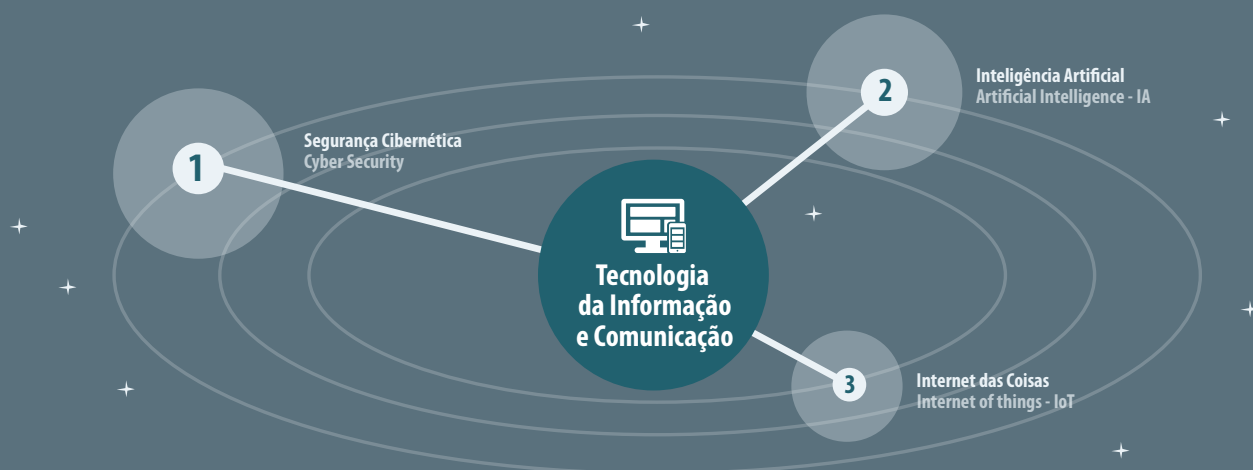 1
Segurança Cibernética
Cyber Security
2
Inteligência Artificial
Artificial Intelligence - IA
Tecnologia
da Informação
e Comunicação
3
Internet das Coisas
Internet of things - IoT